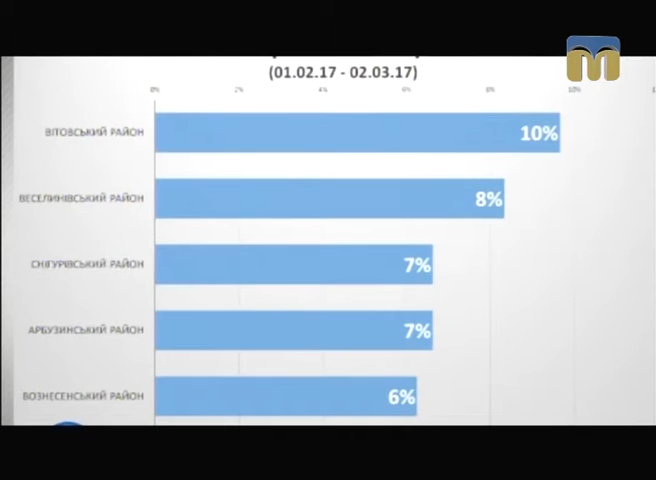 (01.02.17 - 02.03.17)
0% 2% 4% 6% 8% 10%
ВІТОВСЬКИЙ РАЙОН 10%
ВЕСЕЛИНІВСЬКИЙ РАЙОН 8%
СНІГУРІВСЬКИЙ РАЙОН 7%
АРБУЗИНСЬКИЙ РАЙОН 7%
ВОЗНЕСЕНСЬКИЙ РАЙОН 6%